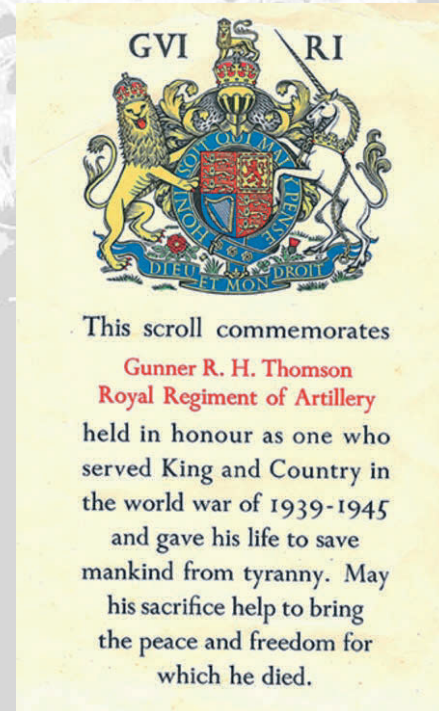 GVI RI
HONI SOIT QUI MAL Y PENSE
DIEU ET MON DROIT
This scroll commemorates
Gunner R. H. Thomson
Royal Regiment of Artillery
held in honour as one who
served King and Country in
the world war of 1939-1945
and gave his life to save
mankind from tyranny. May
his sacrifice help to bring
the peace and freedom for
which he died.